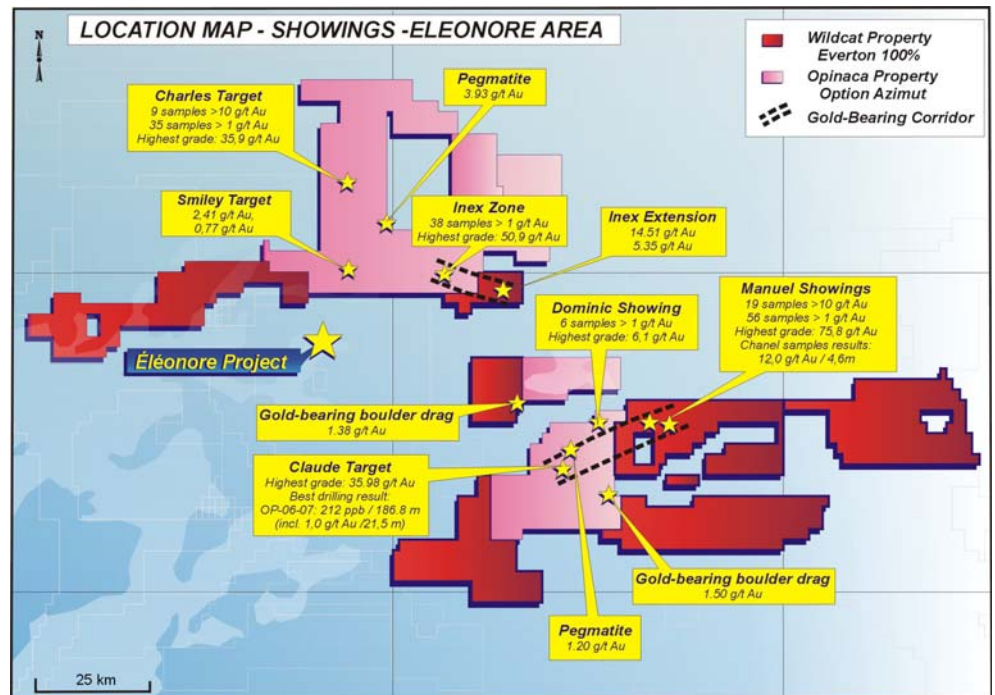 LOCATION MAP - SHOWINGS -ELEONORE AREA
N
Wildcat Property
Everton 100%
Opinaca Property
Option Azimut
Gold-Bearing Corridor
Charles Target
9 samples >10 g/t Au
35 samples > 1 g/t Au
Highest grade: 35,9 g/t Au
Pegmatite
3.93 g/t Au
Smiley Target
2,41 g/t Au,
0,77 g/t Au
Inex Zone
38 samples > 1 g/t Au
Highest grade: 50,9 g/t Au
Inex Extension
14.51 g/t Au
5.35 g/t Au
Dominic Showing
6 samples > 1 g/t Au
Highest grade: 6,1 g/t Au
Manuel Showings
19 samples >10 g/t Au
56 samples > 1 g/t Au
Highest grade: 75,8 g/t Au
Chanel samples results:
12,0 g/t Au / 4,6m
Éléonore Project
Gold-bearing boulder drag
1.38 g/t Au
Claude Target
Highest grade: 35.98 g/t Au
Best drilling result:
OP-06-07: 212 ppb / 186.8 m
(incl. 1,0 g/t Au /21,5 m)
Gold-bearing boulder drag
1.50 g/t Au
Pegmatite
1.20 g/t Au
25 km